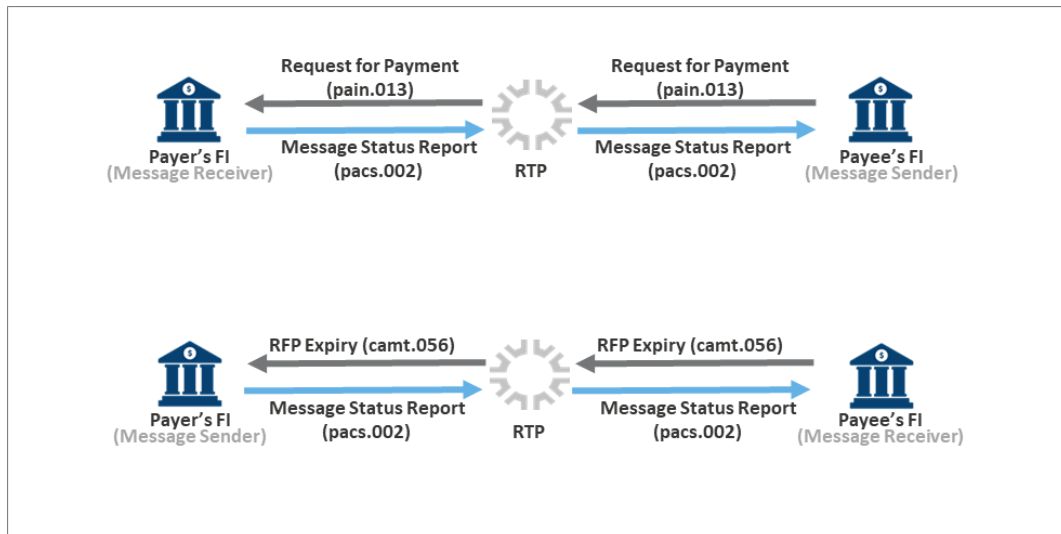 Request for Payment
(pain.013)
Request for Payment
(pain.013)
$
$
Payer's FI
(Message Receiver)
Message Status Report
(pacs.002)
RTP
Message Status Report
(pacs.002)
Payee's FI
(Message Sender)
RFP Expiry (camt.056)
RFP Expiry (camt.056)
$
$
Payer's FI
(Message Sender)
Message Status Report
(pacs.002)
RTP
Message Status Report
(pacs.002)
Payee's FI
(Message Receiver)